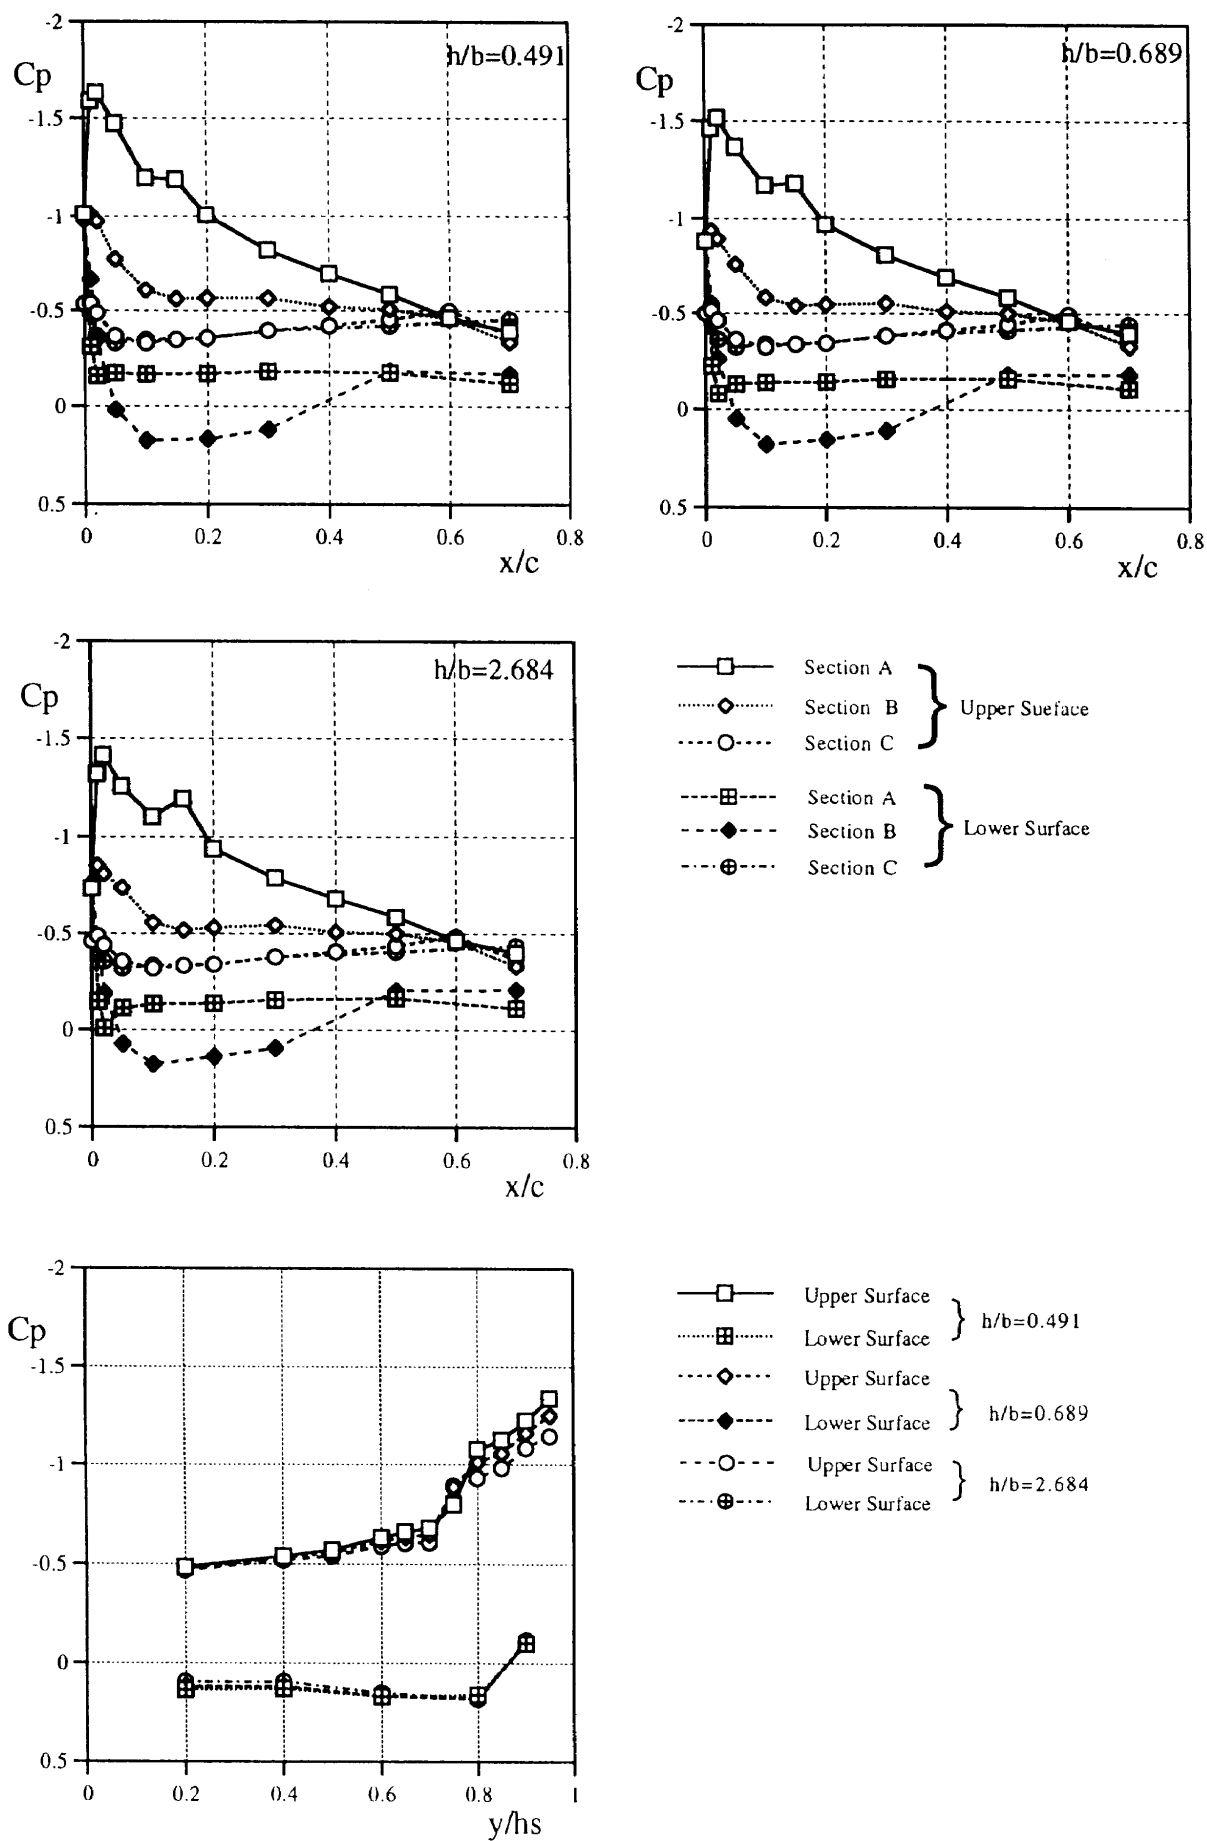 -2
h/b=0.491
Cp
-1.5
-1
-0.5
0
0.5
0 0.2 0.4 0.6 0.8
x/c
-2
h/b=0.689
Cp
-1.5
-1
-0.5
0
0.5
0 0.2 0.4 0.6 0.8
x/c
-2
h/b=2.684
Cp
-1.5
-1
-0.5
0
0.5
0 0.2 0.4 0.6 0.8
x/c
Section A
Section B
Section C
Upper Sueface
Section A
Section B
Section C
Lower Surface
-2
Cp
-1.5
-1
-0.5
0
0.5
0 0.2 0.4 0.6 0.8 1
y/hs
Upper Surface
Lower Surface
h/b=0.491
Upper Surface
Lower Surface
h/b=0.689
Upper Surface
Lower Surface
h/b=2.684